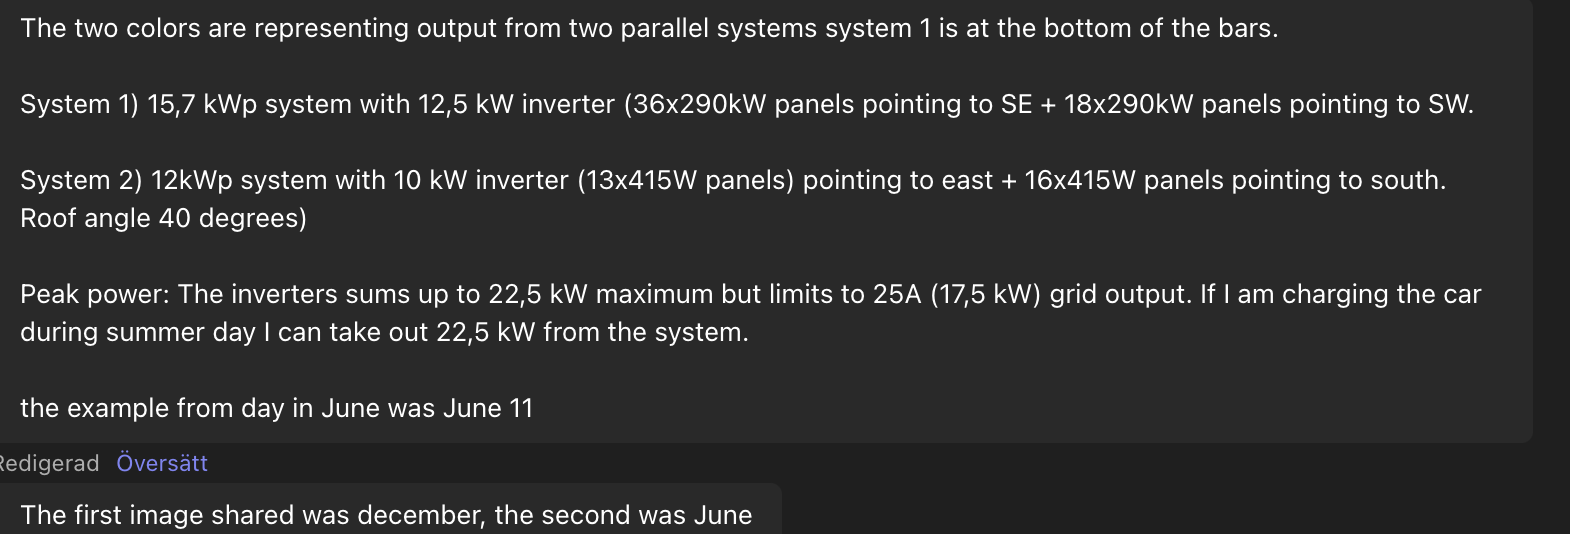 The two colors are representing output from two parallel systems system 1 is at the bottom of the bars.
System 1) 15,7 kWp system with 12,5 kW inverter (36x290kW panels pointing to SE + 18x290kW panels pointing to SW.
System 2) 12kWp system with 10 kW inverter (13x415W panels) pointing to east + 16x415W panels pointing to south.
Roof angle 40 degrees)
Peak power: The inverters sums up to 22,5 kW maximum but limits to 25A (17,5 kW) grid output. If I am charging the car
during summer day I can take out 22,5 kW from the system.
the example from day in June was June 11
Redigerad Översätt
The first image shared was december, the second was June